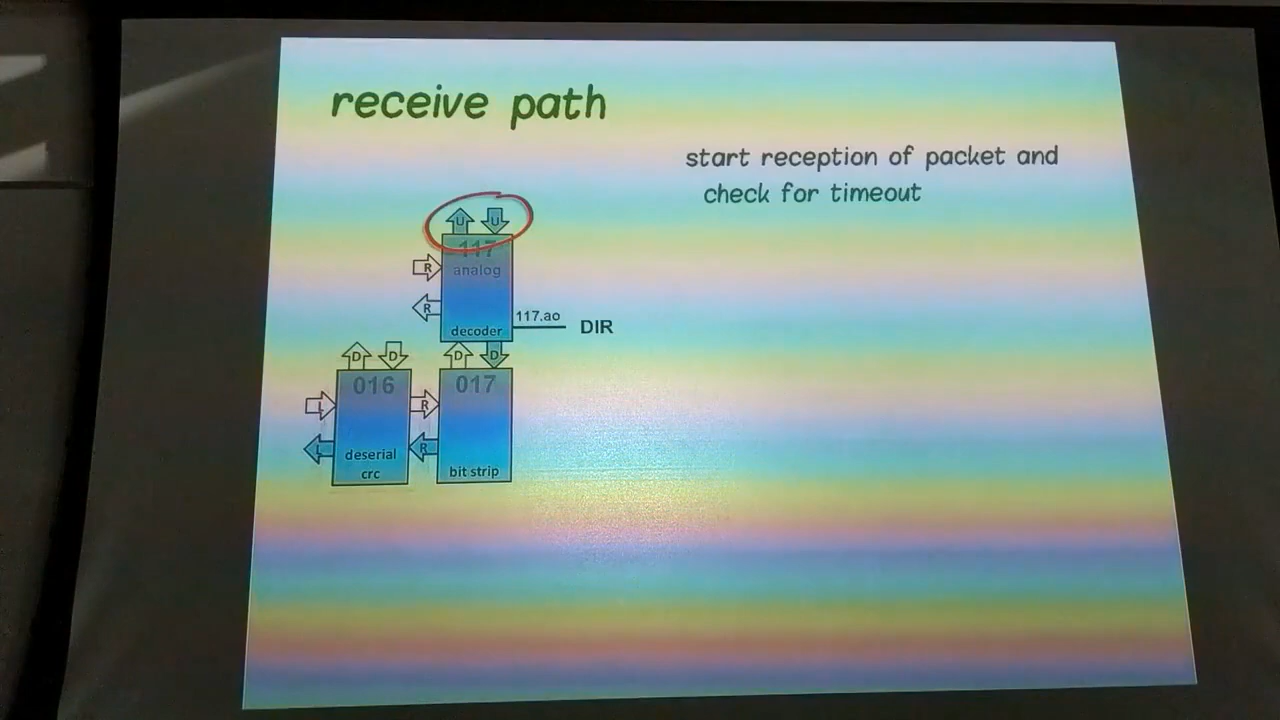 receive path
start reception of packet and
check for timeout
U U
117
analog
R
R
decoder
117.ao
DIR
D D
D D
016
017
L
R
L
R
deserial
crc
bit strip